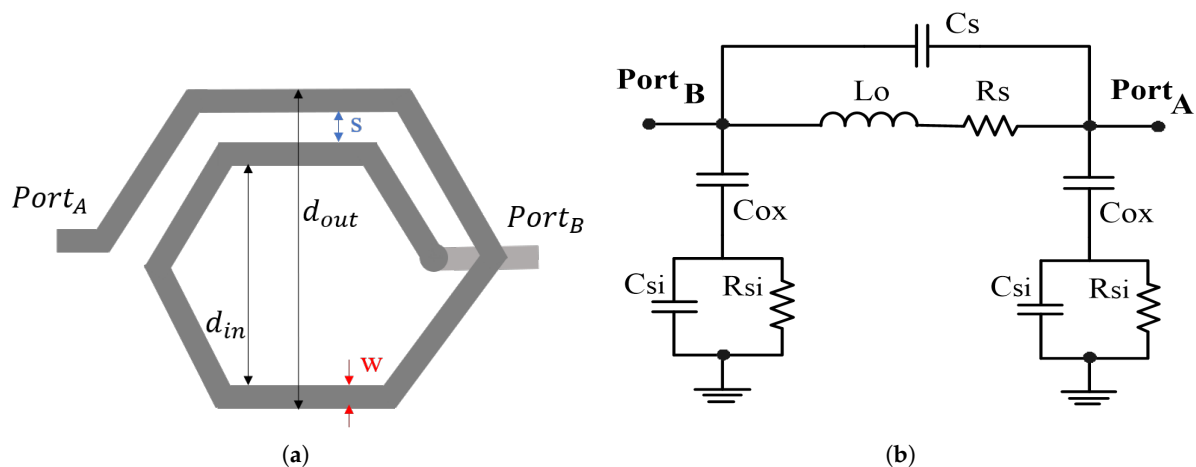 s
Port_A
d_out
Port_B
d_in
w
(a)
Cs
Port_B
Lo
Rs
Port_A
Cox
Cox
Csi
Rsi
Csi
Rsi
(b)